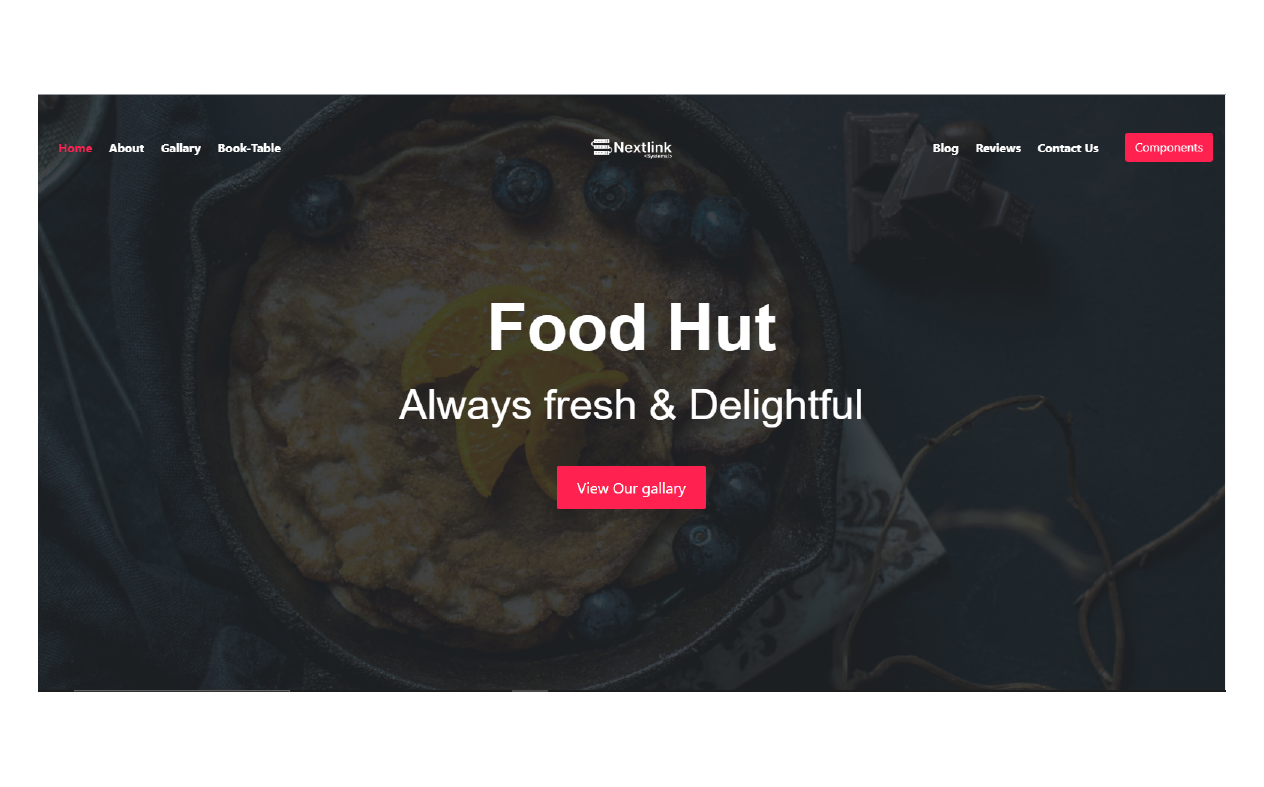 Home About Gallary Book-Table Nextlink Blog Reviews Contact Us Components
<Systems!>
Food Hut
Always fresh & Delightful
View Our gallary